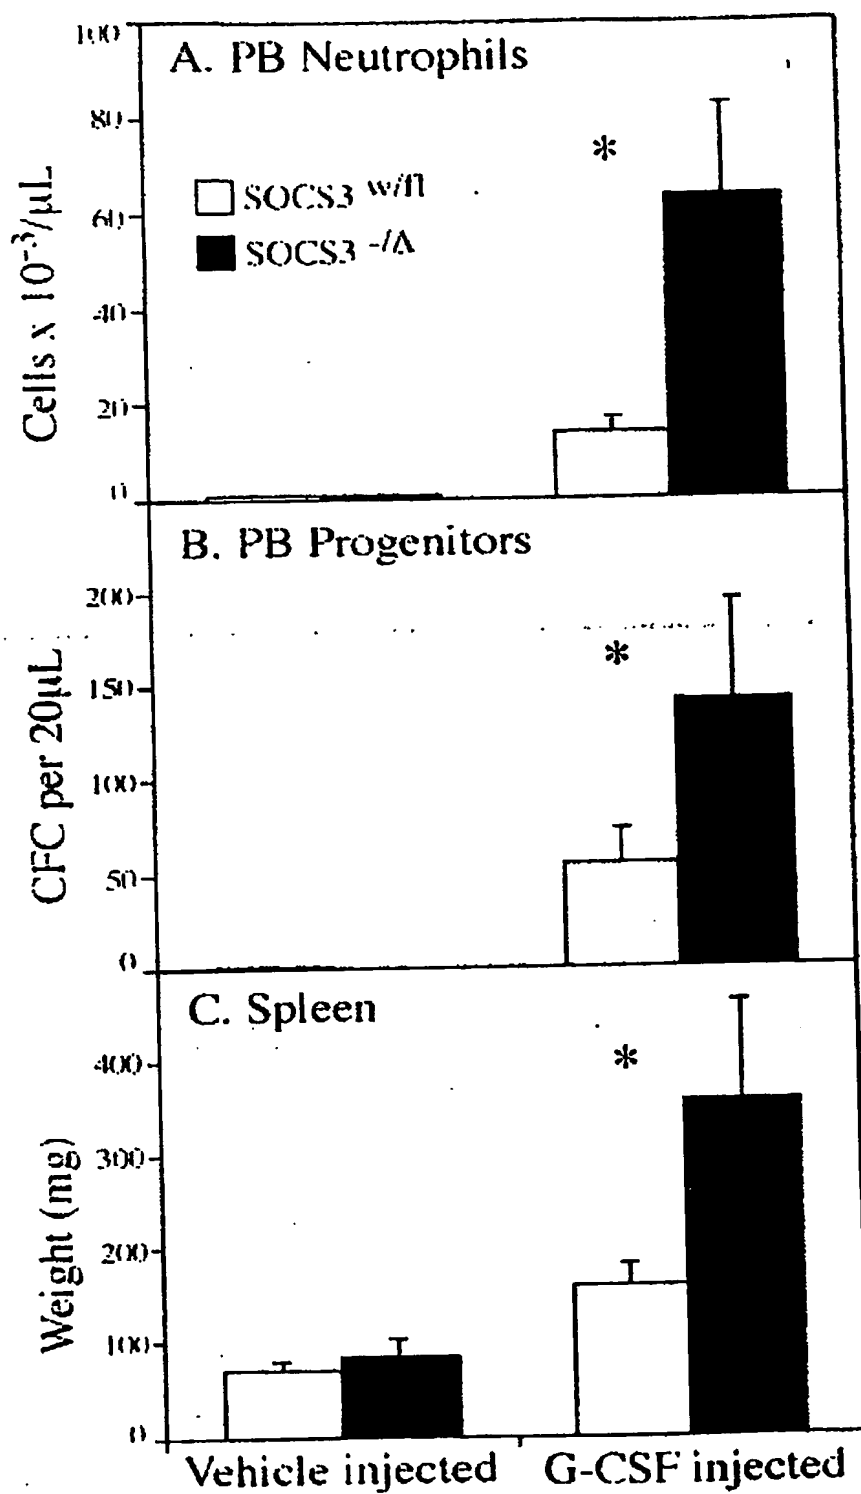 A. PB Neutrophils
100
80
60
40
20
0
Cells x 10⁻³/µL
SOCS3 w/fl
SOCS3 -/Δ
*
B. PB Progenitors
200
150
100
50
0
CFC per 20µL
*
C. Spleen
400
300
200
100
0
Weight (mg)
*
Vehicle injected
G-CSF injected